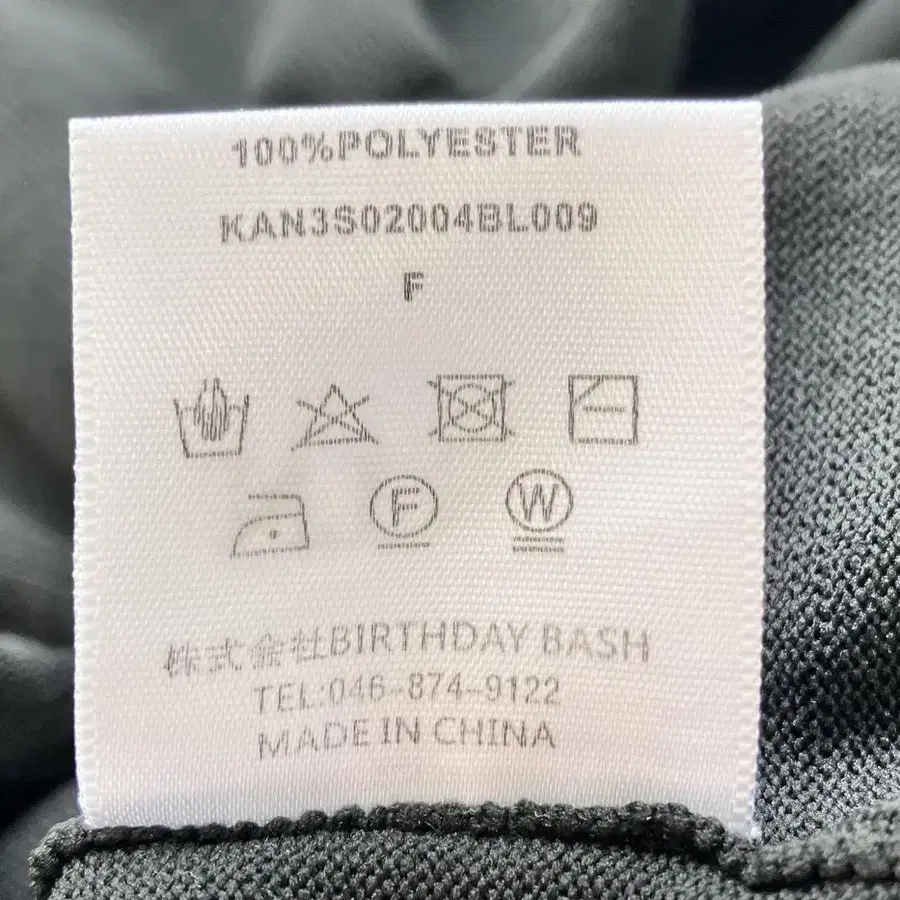 100%POLYESTER
KAN3S02004BL009
F
F W
株式会社BIRTHDAY BASH
TEL:046-874-9122
MADE IN CHINA